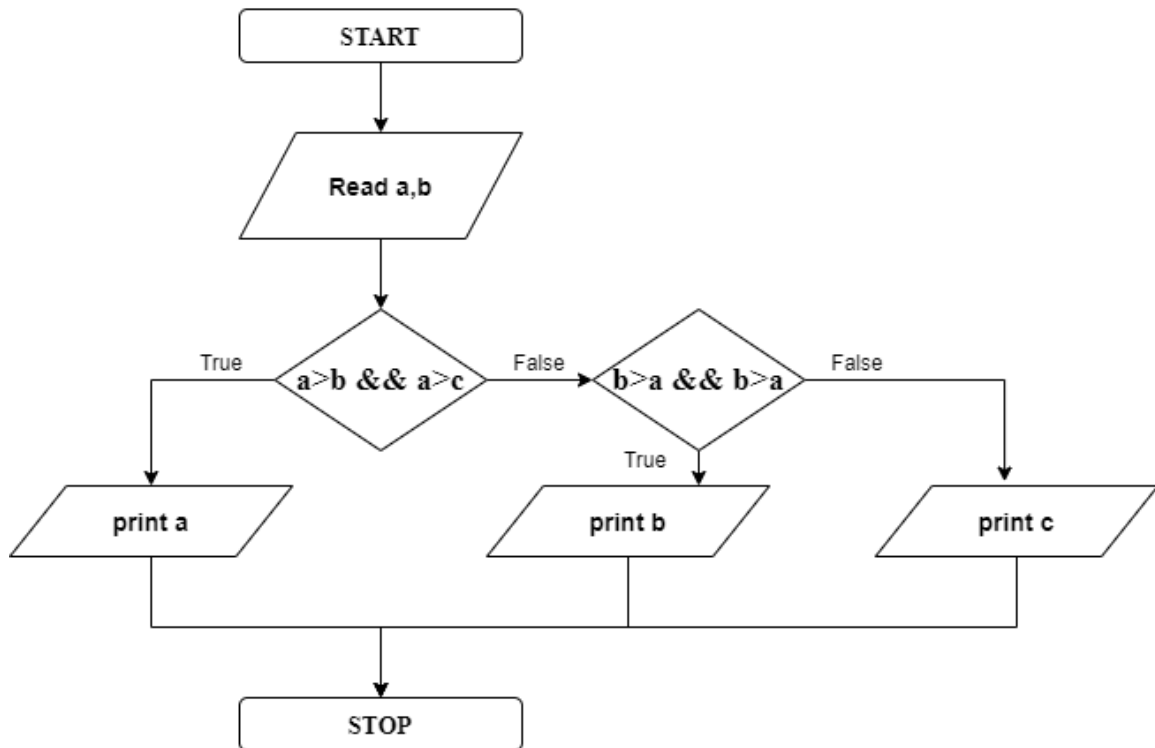 START
Read a,b
True
a>b && a>c
False
b>a && b>a
False
True
print a
print b
print c
STOP